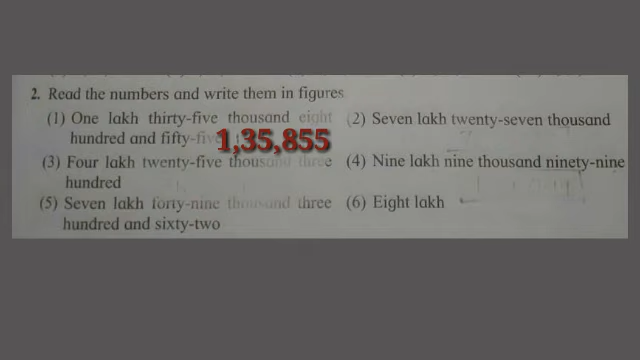 2. Read the numbers and write them in figures
(1) One lakh thirty-five thousand eight
hundred and fifty-five
1,35,855
(2) Seven lakh twenty-seven thousand
(3) Four lakh twenty-five thousand three
hundred
(4) Nine lakh nine thousand ninety-nine
(5) Seven lakh forty-nine thousand three
hundred and sixty-two
(6) Eight lakh